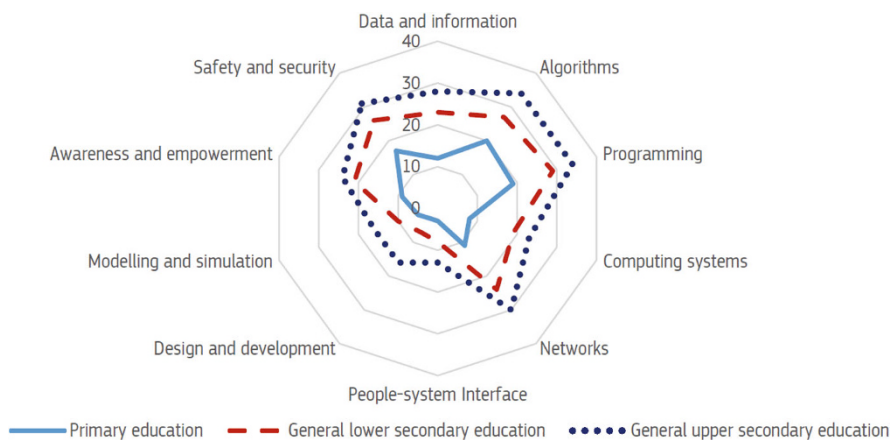 Data and information
40
Safety and security
Algorithms
30
20
Awareness and empowerment
Programming
10
0
Modelling and simulation
Computing systems
Design and development
Networks
People-system Interface
Primary education
General lower secondary education
General upper secondary education